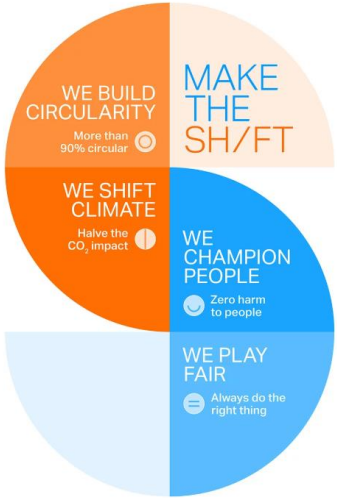 MAKE
THE
SH/FT
WE BUILD
CIRCULARITY
More than
90% circular
WE SHIFT
CLIMATE
Halve the
CO₂ impact
WE
CHAMPION
PEOPLE
Zero harm
to people
WE PLAY
FAIR
Always do the
right thing